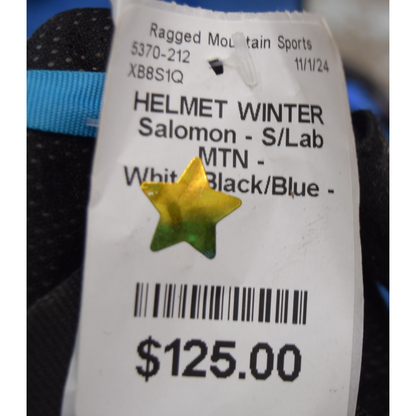 Ragged Mountain Sports
5370-212 11/1/24
XB8S1Q
HELMET WINTER
Salomon - S/Lab
MTN -
Black/Blue -
$125.00